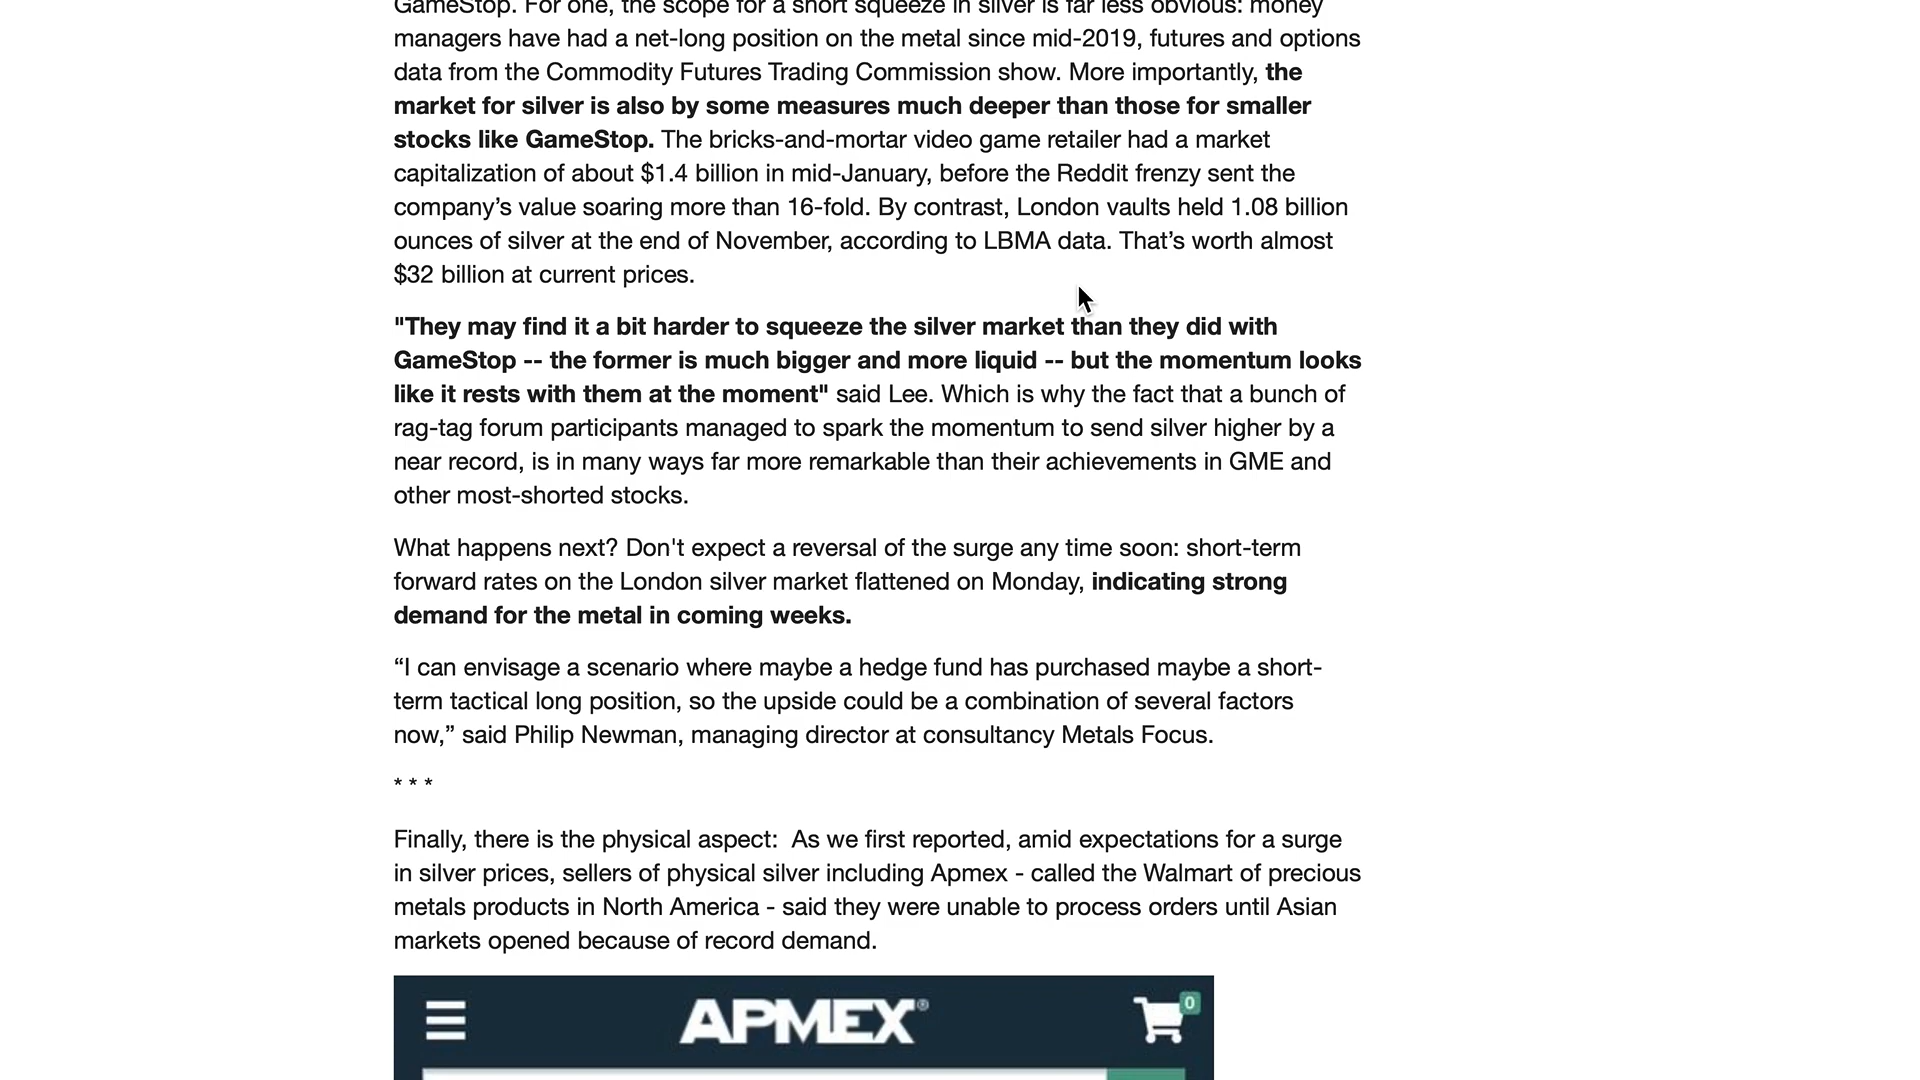 GameStop. For one, the scope for a short squeeze in silver is far less obvious: money
managers have had a net-long position on the metal since mid-2019, futures and options
data from the Commodity Futures Trading Commission show. More importantly, the
market for silver is also by some measures much deeper than those for smaller
stocks like GameStop. The bricks-and-mortar video game retailer had a market
capitalization of about $1.4 billion in mid-January, before the Reddit frenzy sent the
company’s value soaring more than 16-fold. By contrast, London vaults held 1.08 billion
ounces of silver at the end of November, according to LBMA data. That’s worth almost
$32 billion at current prices.
"They may find it a bit harder to squeeze the silver market than they did with
GameStop -- the former is much bigger and more liquid -- but the momentum looks
like it rests with them at the moment" said Lee. Which is why the fact that a bunch of
rag-tag forum participants managed to spark the momentum to send silver higher by a
near record, is in many ways far more remarkable than their achievements in GME and
other most-shorted stocks.
What happens next? Don't expect a reversal of the surge any time soon: short-term
forward rates on the London silver market flattened on Monday, indicating strong
demand for the metal in coming weeks.
“I can envisage a scenario where maybe a hedge fund has purchased maybe a short-
term tactical long position, so the upside could be a combination of several factors
now,” said Philip Newman, managing director at consultancy Metals Focus.
* * *
Finally, there is the physical aspect:  As we first reported, amid expectations for a surge
in silver prices, sellers of physical silver including Apmex - called the Walmart of precious
metals products in North America - said they were unable to process orders until Asian
markets opened because of record demand.
APMEX® 0